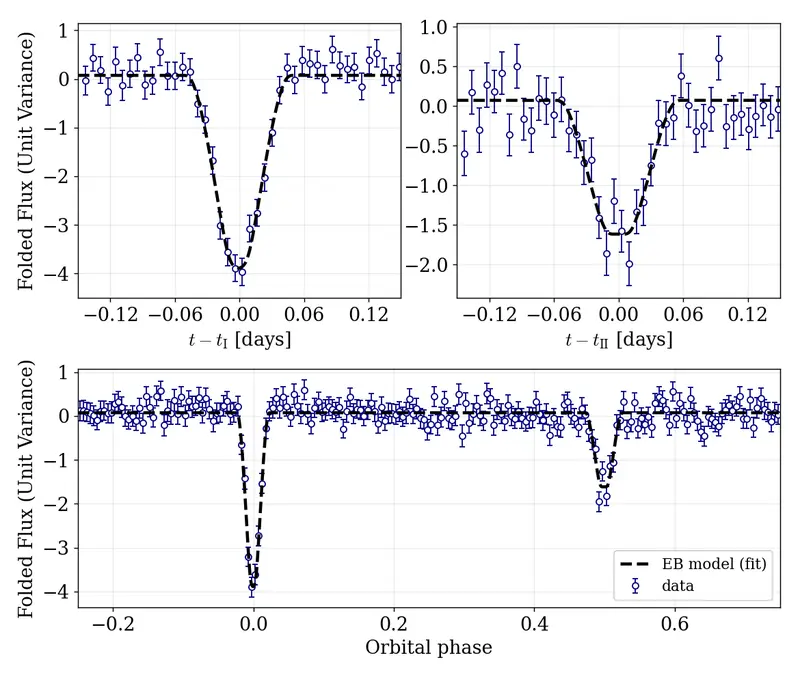 Folded Flux (Unit Variance)
1
0
−1
−2
−3
−4
−0.12 −0.06 0.00 0.06 0.12
t − tI [days]
1.0
0.5
0.0
−0.5
−1.0
−1.5
−2.0
−0.12 −0.06 0.00 0.06 0.12
t − tII [days]
Folded Flux (Unit Variance)
1
0
−1
−2
−3
−4
−0.2 0.0 0.2 0.4 0.6
Orbital phase
EB model (fit)
data